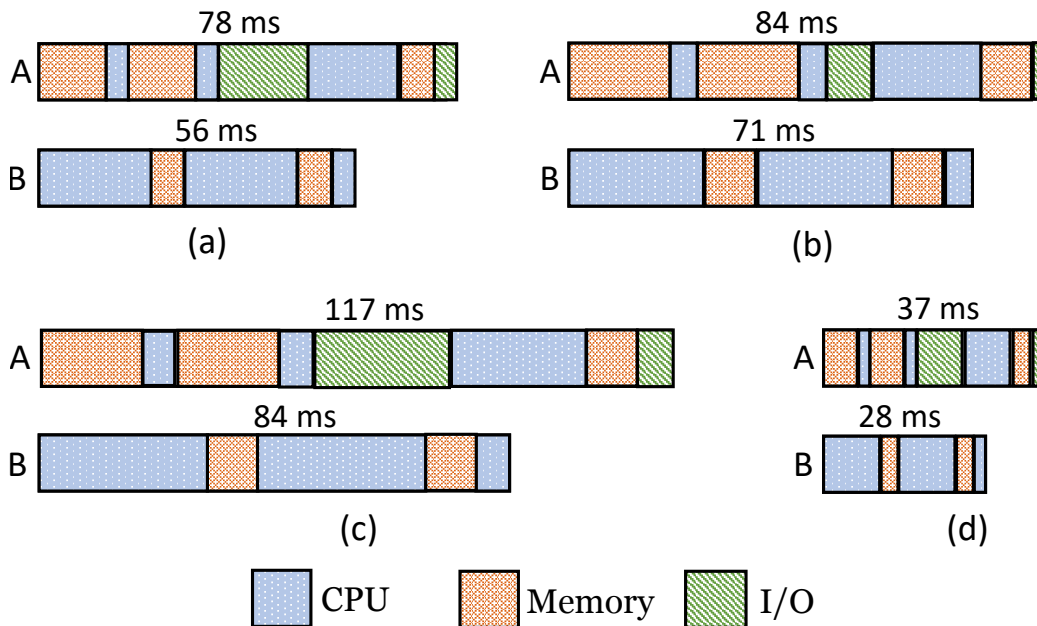 78 ms
A
56 ms
B
(a)
84 ms
A
71 ms
B
(b)
117 ms
A
84 ms
B
(c)
37 ms
A
28 ms
B
(d)
CPU Memory I/O